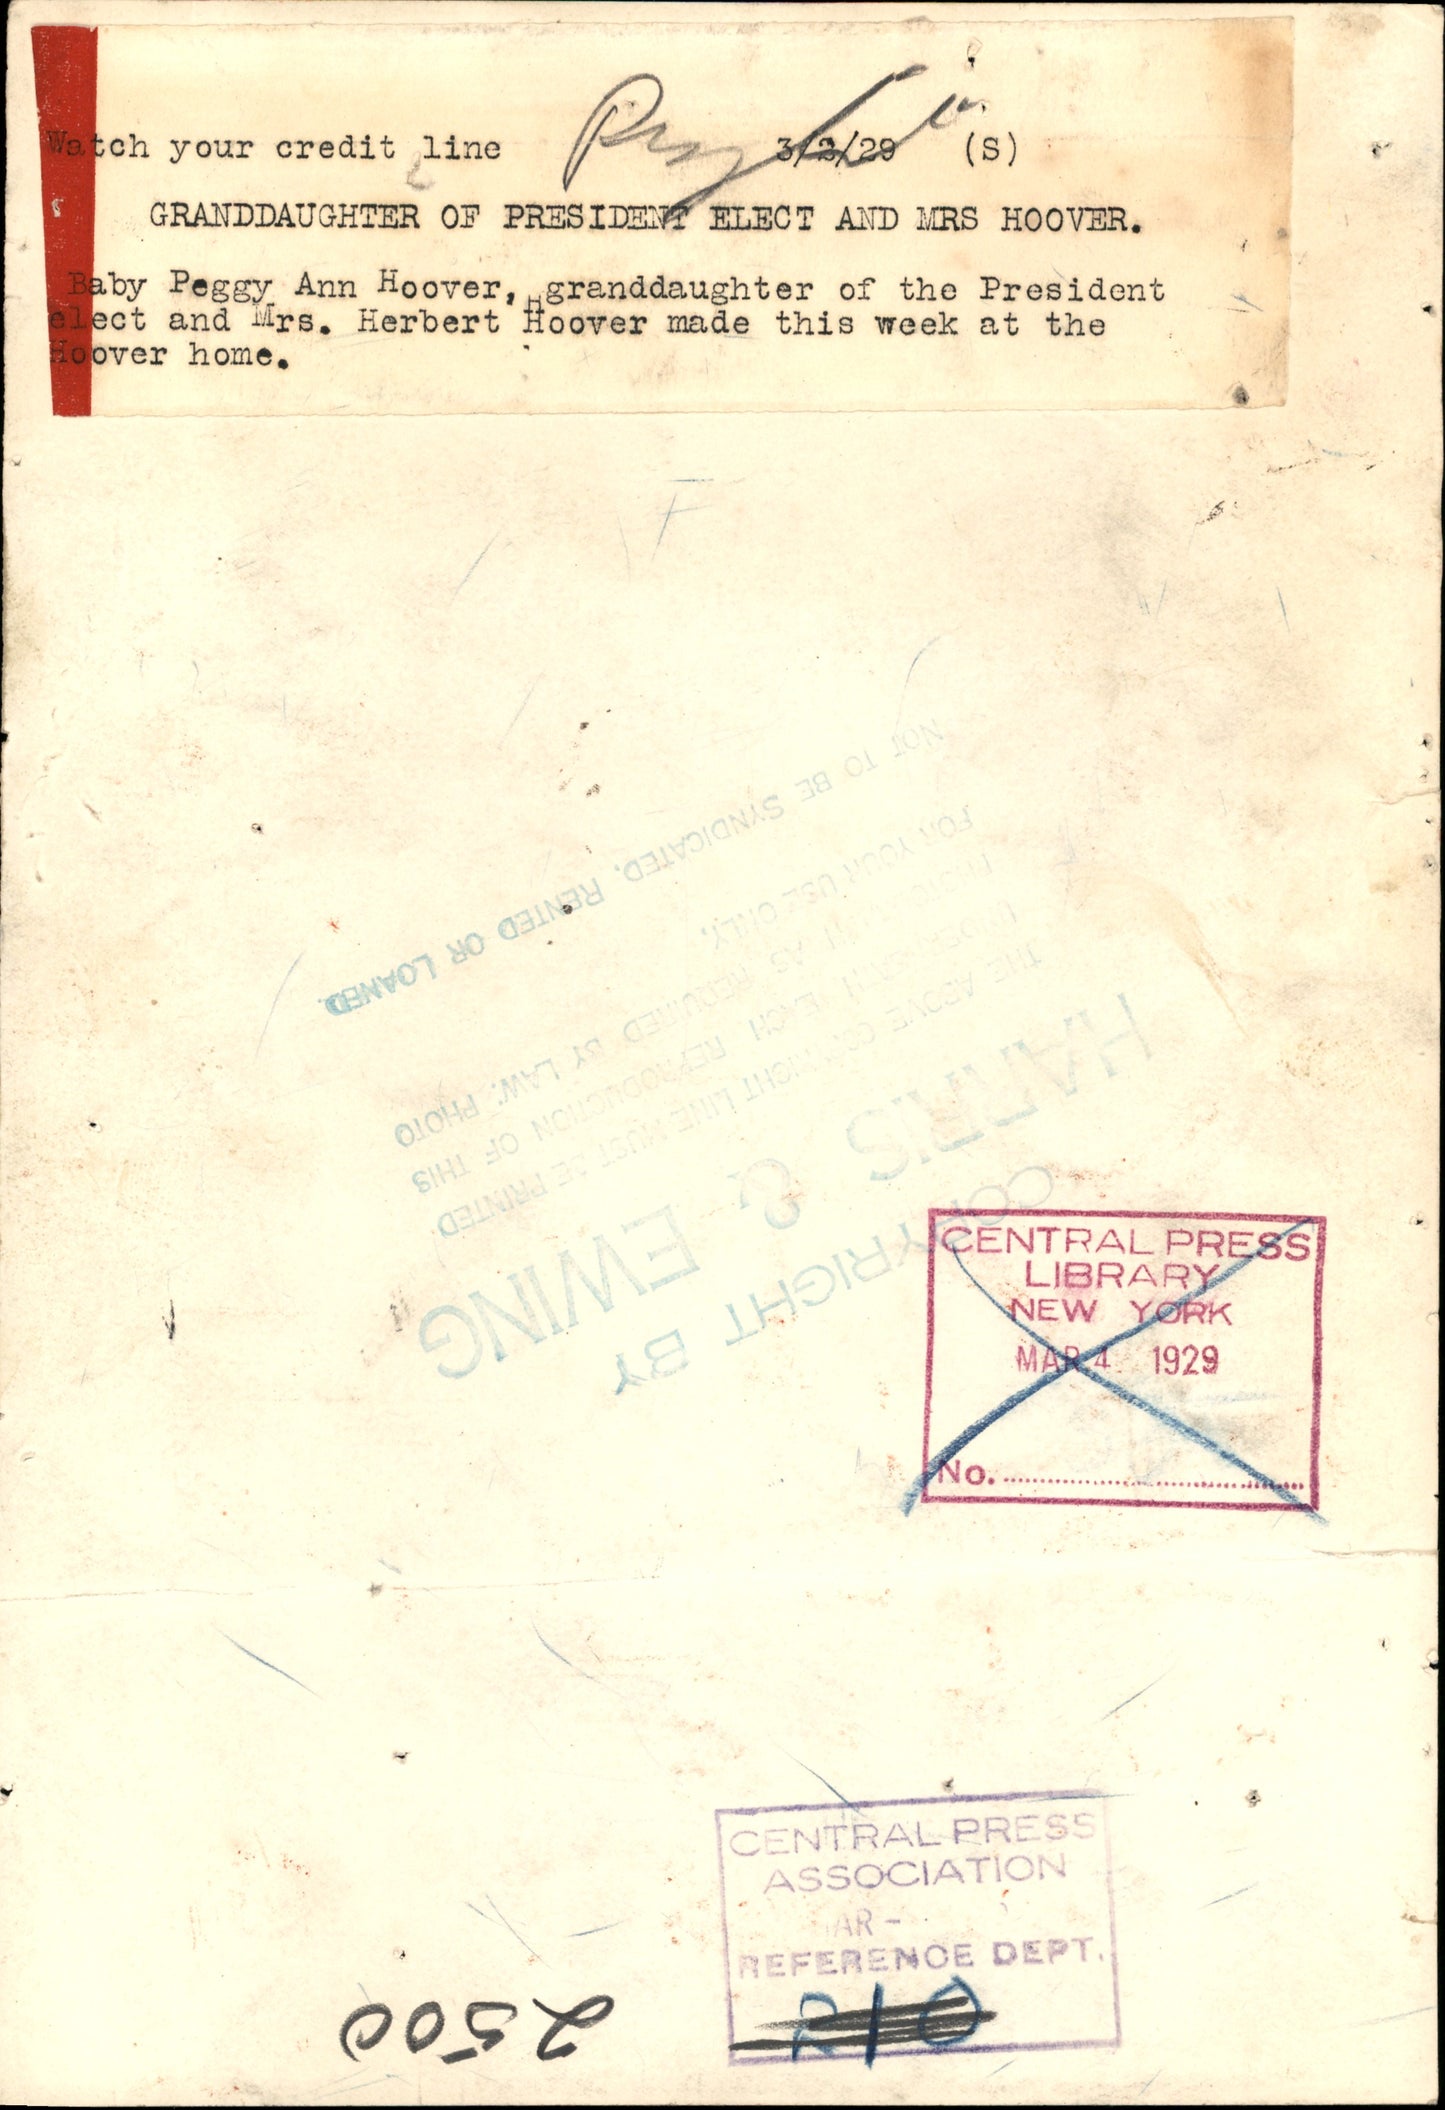 Watch your credit line 3/2/29 (S)
GRANDDAUGHTER OF PRESIDENT ELECT AND MRS HOOVER.
Baby Peggy Ann Hoover, granddaughter of the President
elect and Mrs. Herbert Hoover made this week at the
Hoover home.
COPYRIGHT BY
HARRIS & EWING
THE ABOVE COPYRIGHT LINE MUST BE PRINTED
EACH REPRODUCTION OF THIS
AS REQUIRED BY LAW. PHOTO
FOR YOUR USE ONLY.
NOT TO BE SYNDICATED, RENTED OR LOANED.
CENTRAL PRESS
LIBRARY
NEW YORK
MAR 4 1929
No.
CENTRAL PRESS
ASSOCIATION
AR-
REFERENCE DEPT.
210
2500